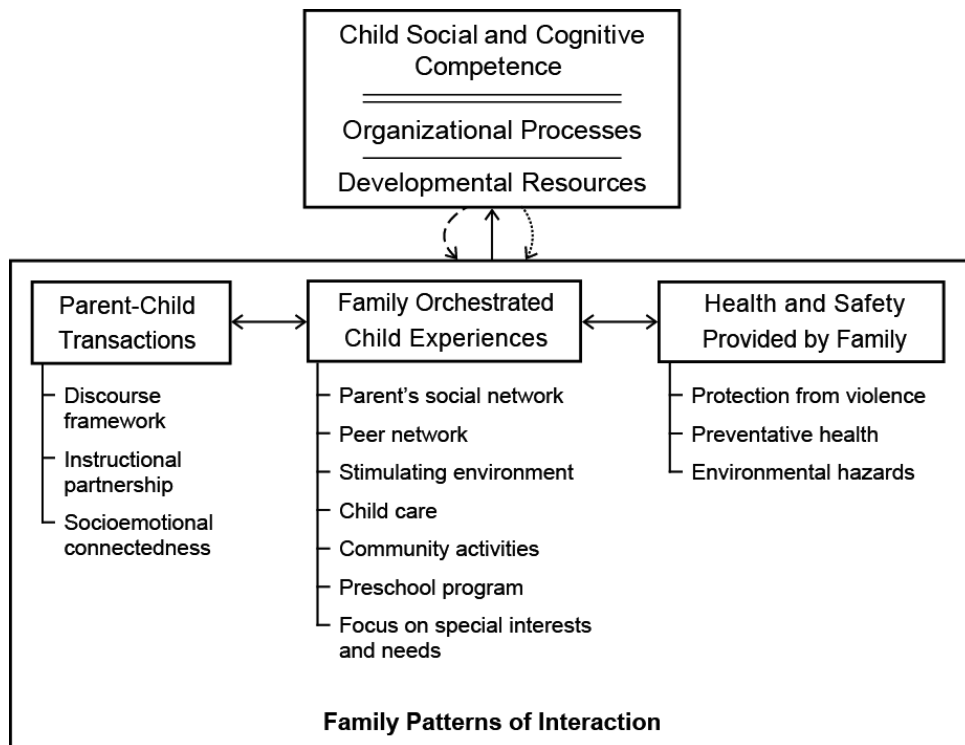 Child Social and Cognitive
Competence
Organizational Processes
Developmental Resources
Parent-Child
Transactions
Discourse
framework
Instructional
partnership
Socioemotional
connectedness
Family Orchestrated
Child Experiences
Parent's social network
Peer network
Stimulating environment
Child care
Community activities
Preschool program
Focus on special interests
and needs
Health and Safety
Provided by Family
Protection from violence
Preventative health
Environmental hazards
Family Patterns of Interaction